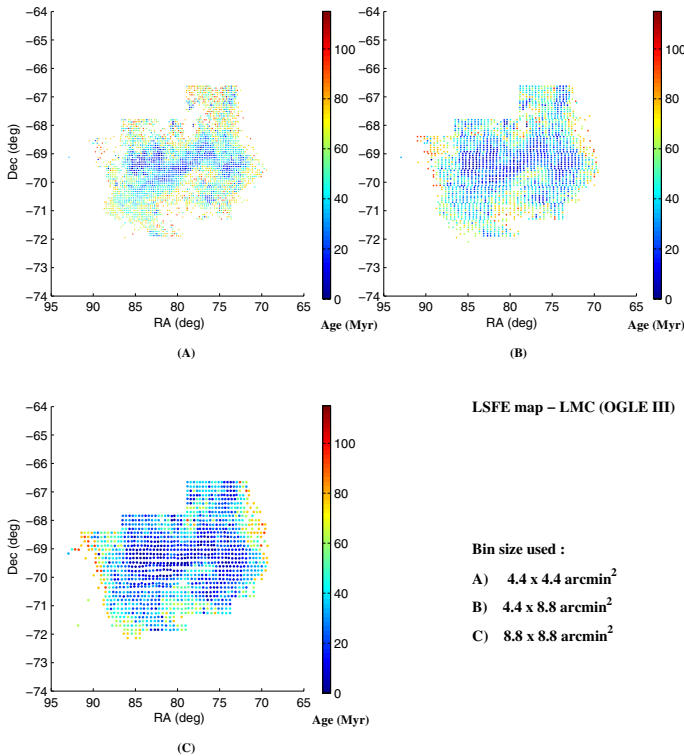 −64
−65
−66
−67
−68
−69
−70
−71
−72
−73
−74
Dec (deg)
95 90 85 80 75 70 65
RA (deg)
100
80
60
40
20
0
Age (Myr)
(A)
−64
−65
−66
−67
−68
−69
−70
−71
−72
−73
−74
95 90 85 80 75 70 65
RA (deg)
100
80
60
40
20
0
Age (Myr)
(B)
−64
−65
−66
−67
−68
−69
−70
−71
−72
−73
−74
Dec (deg)
95 90 85 80 75 70 65
RA (deg)
100
80
60
40
20
0
Age (Myr)
(C)
LSFE map − LMC (OGLE III)
Bin size used :
A) 4.4 x 4.4 arcmin²
B) 4.4 x 8.8 arcmin²
C) 8.8 x 8.8 arcmin²